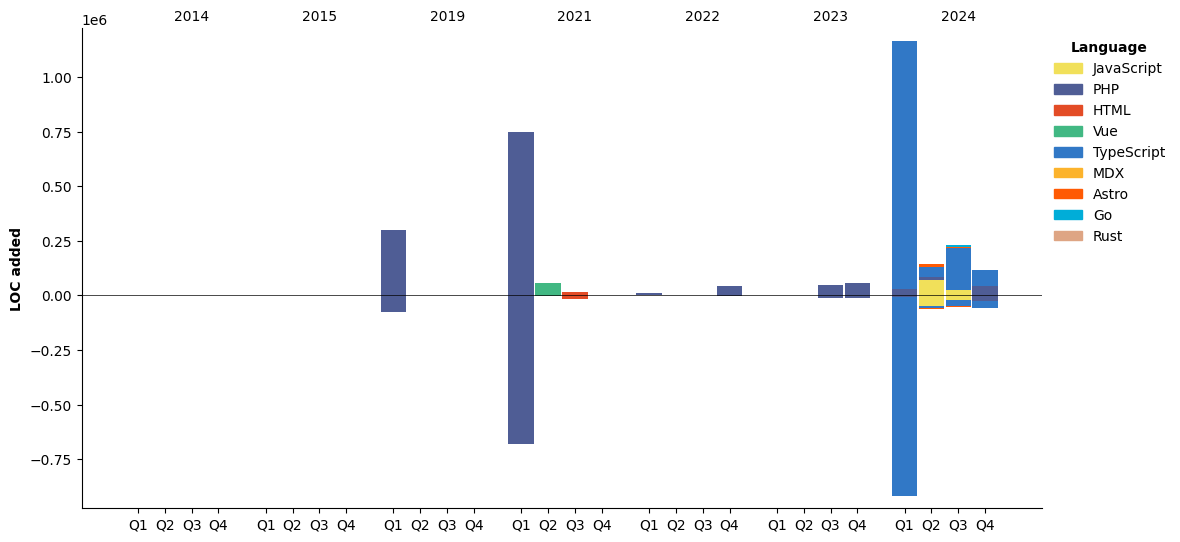 1e6
2014 2015 2019 2021 2022 2023 2024
LOC added
1.00
0.75
0.50
0.25
0.00
−0.25
−0.50
−0.75
Q1 Q2 Q3 Q4 Q1 Q2 Q3 Q4 Q1 Q2 Q3 Q4 Q1 Q2 Q3 Q4 Q1 Q2 Q3 Q4 Q1 Q2 Q3 Q4 Q1 Q2 Q3 Q4
Language
JavaScript
PHP
HTML
Vue
TypeScript
MDX
Astro
Go
Rust